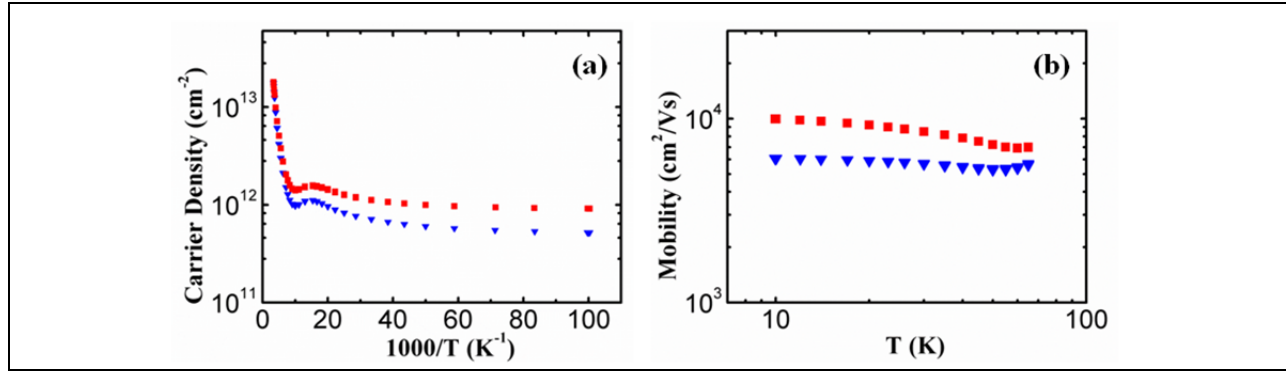 (a)
Carrier Density (cm⁻²)
10¹³
10¹²
10¹¹
0 20 40 60 80 100
1000/T (K⁻¹)
(b)
Mobility (cm²/Vs)
10⁴
10³
10 100
T (K)